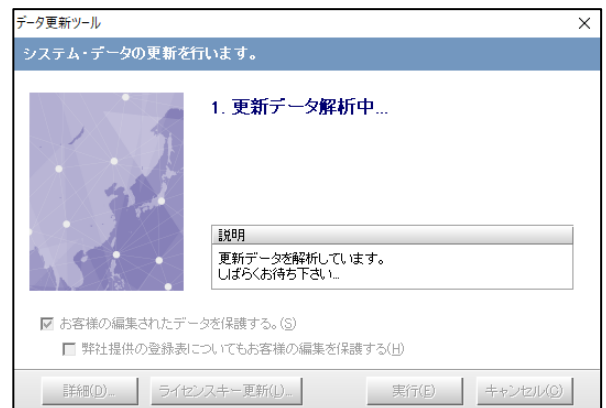 データ更新ツール
システム・データの更新を行います。
1. 更新データ解析中...
説明
更新データを解析しています。
しばらくお待ち下さい...
お客様の編集されたデータを保護する。(S)
弊社提供の登録表についてもお客様の編集を保護する(H)
詳細(D)... ライセンスキー更新(L)... 実行(E) キャンセル(C)